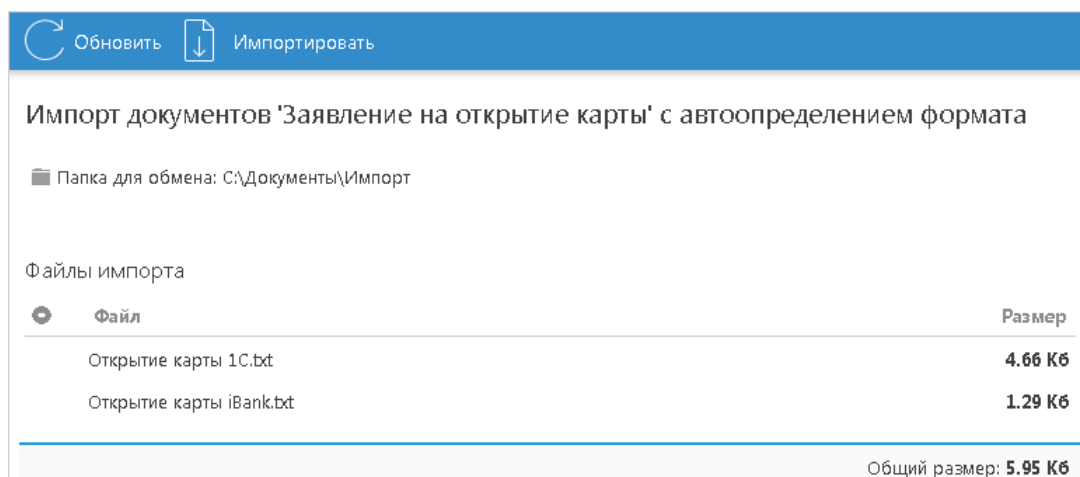 Обновить Импортировать
Импорт документов 'Заявление на открытие карты' с автоопределением формата
Папка для обмена: C:\Документы\Импорт
Файлы импорта
Файл Размер
Открытие карты 1C.txt 4.66 Кб
Открытие карты iBank.txt 1.29 Кб
Общий размер: 5.95 Кб